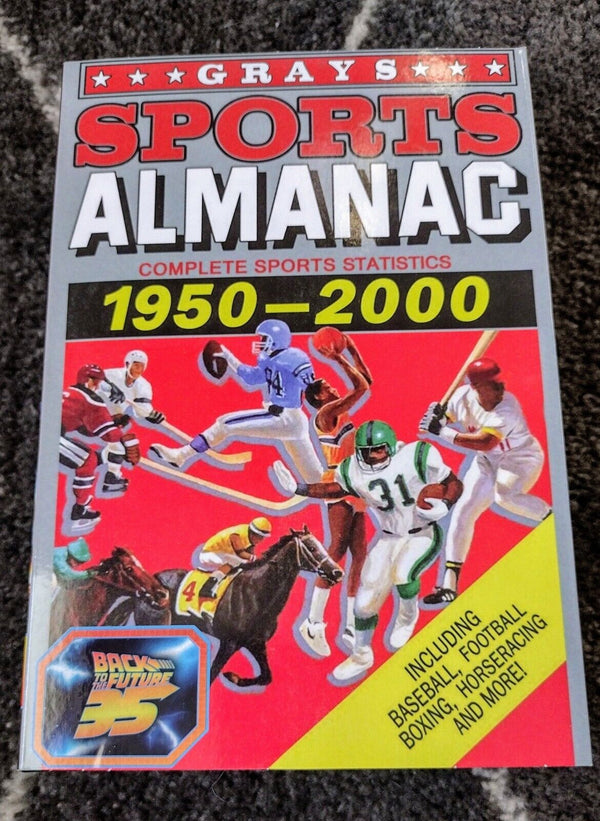 GRAYS
SPORTS
ALMANAC
COMPLETE SPORTS STATISTICS
1950–2000
84
31
4
INCLUDING
BASEBALL, FOOTBALL
BOXING, HORSERACING
AND MORE!
BACK
TO THE FUTURE
35